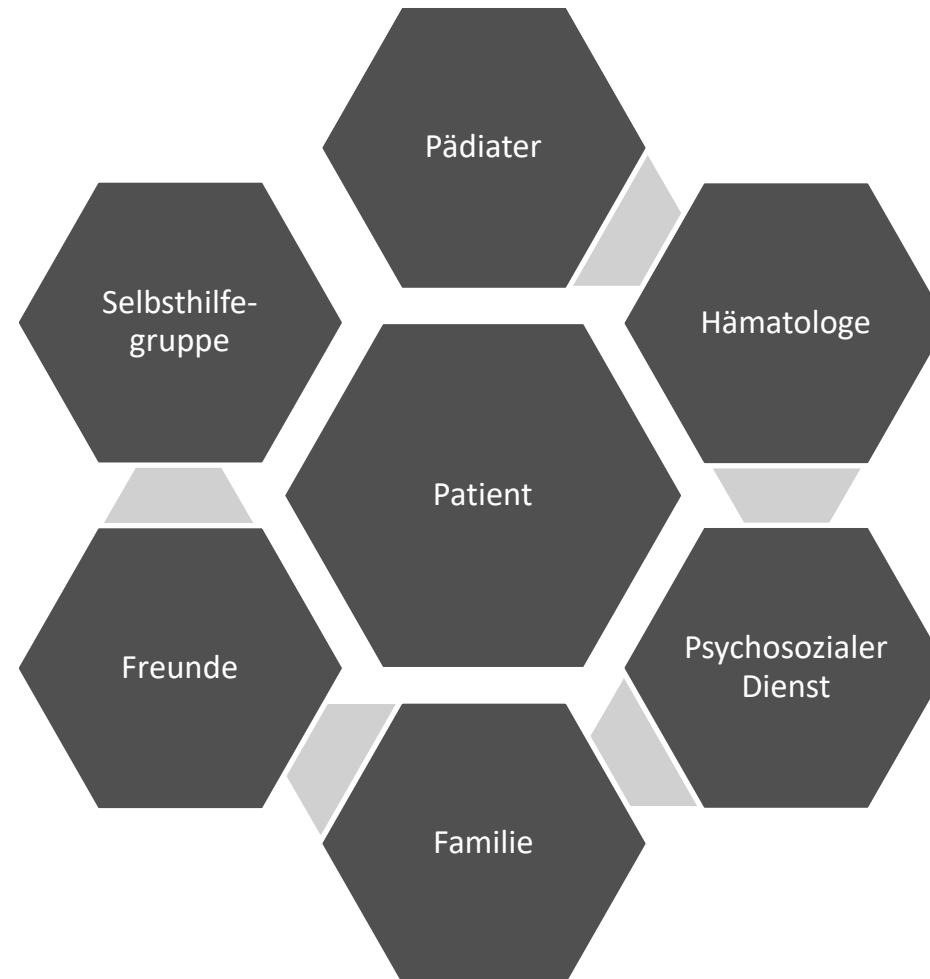 Pädiater
Selbsthilfe-
gruppe
Hämatologe
Patient
Freunde
Psychosozialer
Dienst
Familie